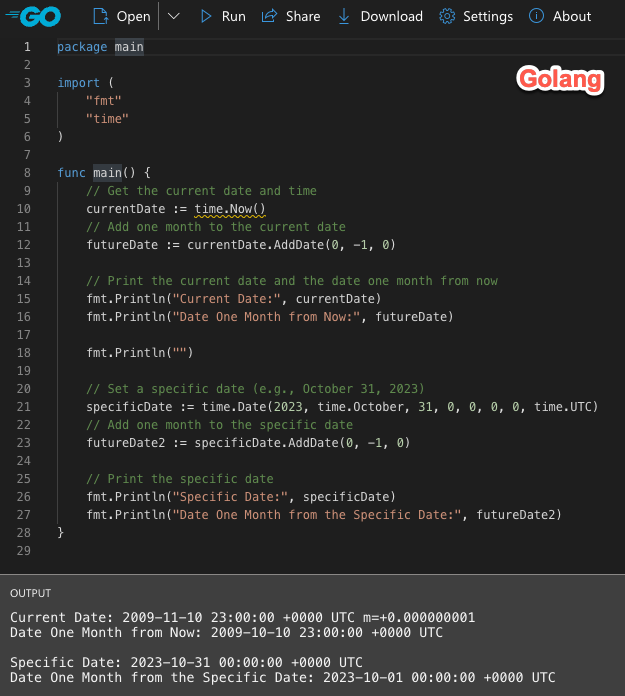 GO Open Run Share Download Settings About
Golang
1 package main
2
3 import (
4 "fmt"
5 "time"
6 )
7
8 func main() {
9 // Get the current date and time
10 currentDate := time.Now()
11 // Add one month to the current date
12 futureDate := currentDate.AddDate(0, -1, 0)
13
14 // Print the current date and the date one month from now
15 fmt.Println("Current Date:", currentDate)
16 fmt.Println("Date One Month from Now:", futureDate)
17
18 fmt.Println("")
19
20 // Set a specific date (e.g., October 31, 2023)
21 specificDate := time.Date(2023, time.October, 31, 0, 0, 0, 0, time.UTC)
22 // Add one month to the specific date
23 futureDate2 := specificDate.AddDate(0, -1, 0)
24
25 // Print the specific date
26 fmt.Println("Specific Date:", specificDate)
27 fmt.Println("Date One Month from the Specific Date:", futureDate2)
28 }
29
OUTPUT
Current Date: 2009-11-10 23:00:00 +0000 UTC m=+0.000000001
Date One Month from Now: 2009-10-10 23:00:00 +0000 UTC
Specific Date: 2023-10-31 00:00:00 +0000 UTC
Date One Month from the Specific Date: 2023-10-01 00:00:00 +0000 UTC